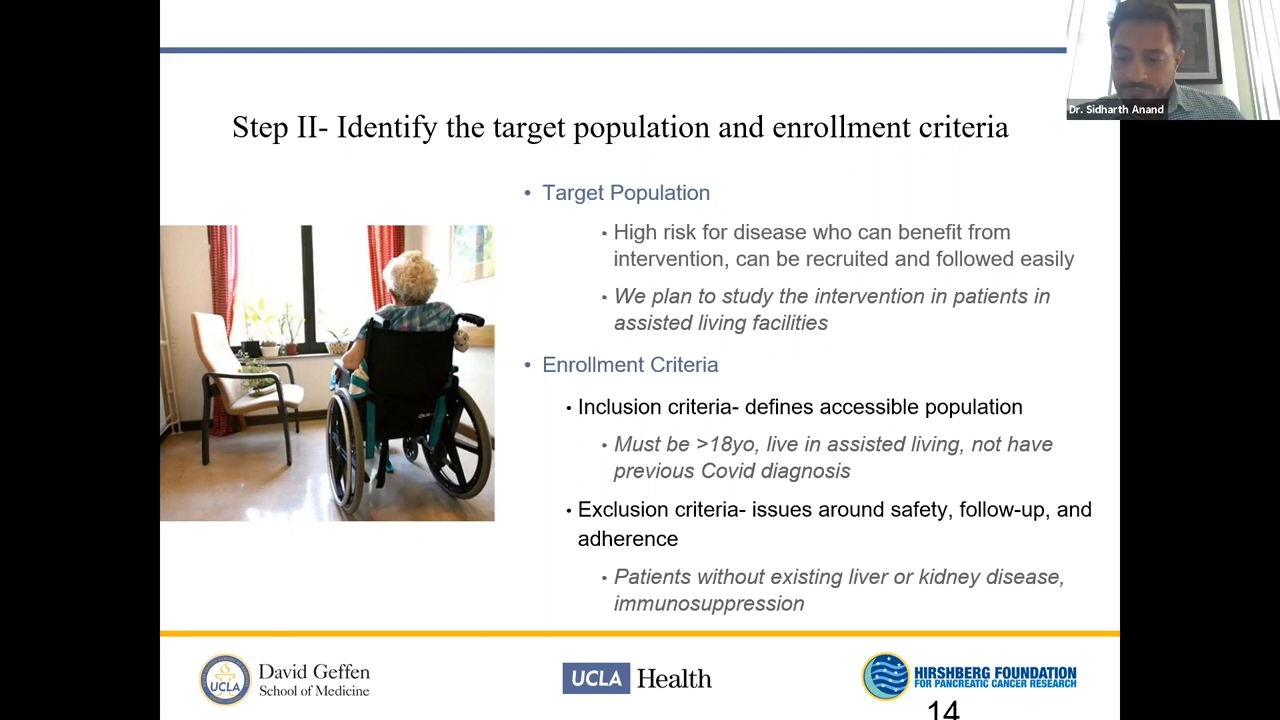 Dr. Sidharth Anand
Step II- Identify the target population and enrollment criteria
• Target Population
• High risk for disease who can benefit from
intervention, can be recruited and followed easily
• We plan to study the intervention in patients in
assisted living facilities
• Enrollment Criteria
• Inclusion criteria- defines accessible population
• Must be >18yo, live in assisted living, not have
previous Covid diagnosis
• Exclusion criteria- issues around safety, follow-up, and
adherence
• Patients without existing liver or kidney disease,
immunosuppression
UCLA
David Geffen
School of Medicine
UCLA Health
HIRSHBERG FOUNDATION
FOR PANCREATIC CANCER RESEARCH
14